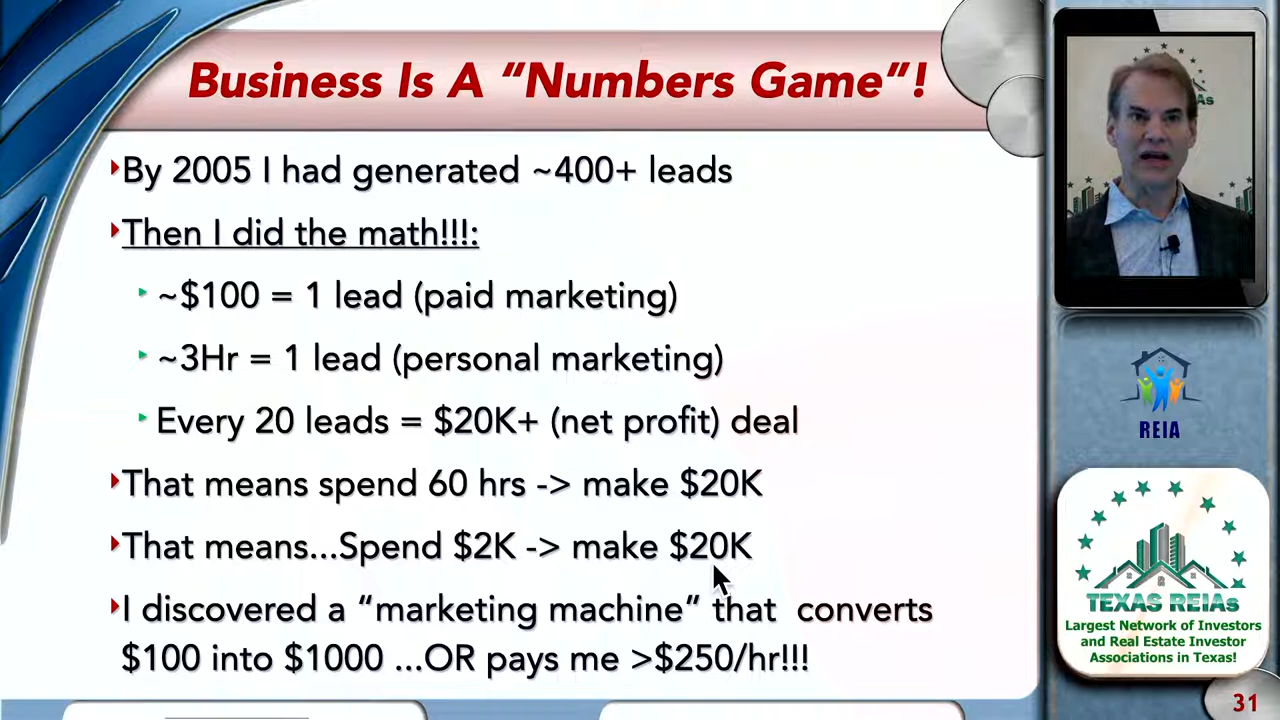 Business Is A “Numbers Game”!
By 2005 I had generated ~400+ leads
Then I did the math!!!:
~$100 = 1 lead (paid marketing)
~3Hr = 1 lead (personal marketing)
Every 20 leads = $20K+ (net profit) deal
That means spend 60 hrs -> make $20K
That means...Spend $2K -> make $20K
I discovered a “marketing machine” that converts
$100 into $1000 ...OR pays me >$250/hr!!!
REIA
TEXAS REIAs
Largest Network of Investors
and Real Estate Investor
Associations in Texas!
31